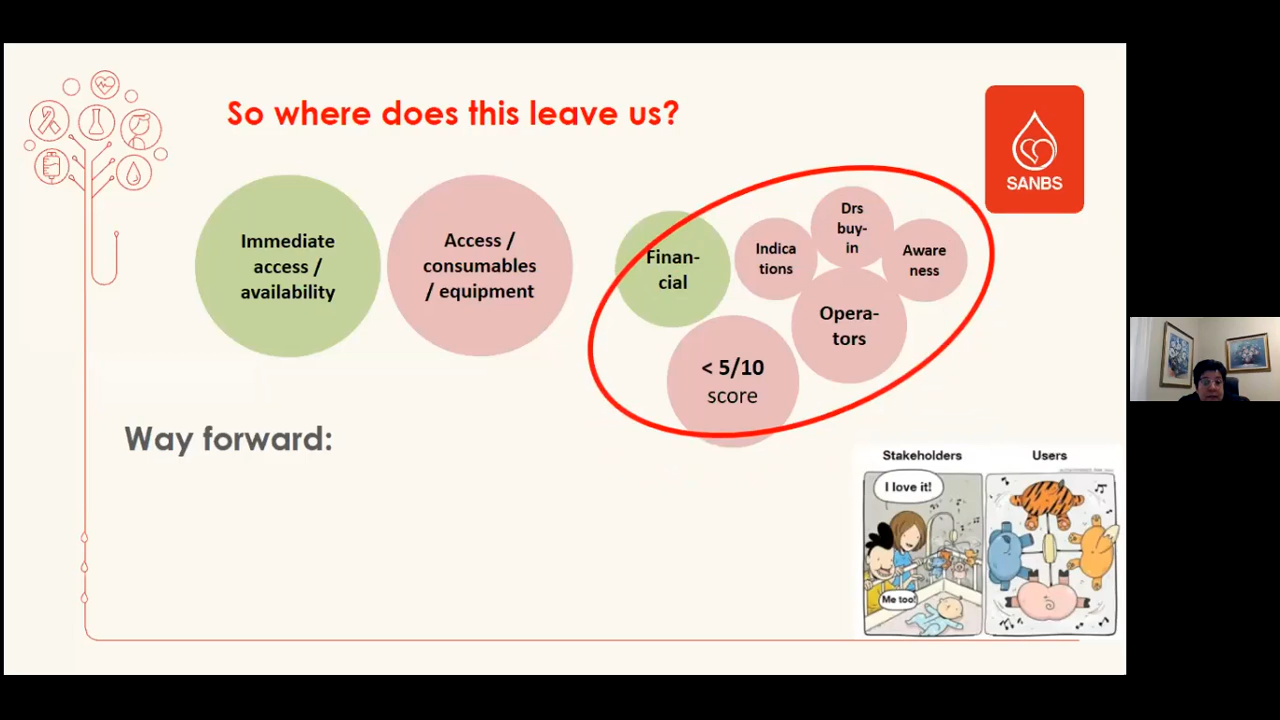 So where does this leave us?
SANBS
Immediate
access /
availability
Access /
consumables
/ equipment
Finan-
cial
Indica
tions
Drs
buy-
in
Aware
ness
Opera-
tors
< 5/10
score
Way forward:
Stakeholders
Users
I love it!
Me too!